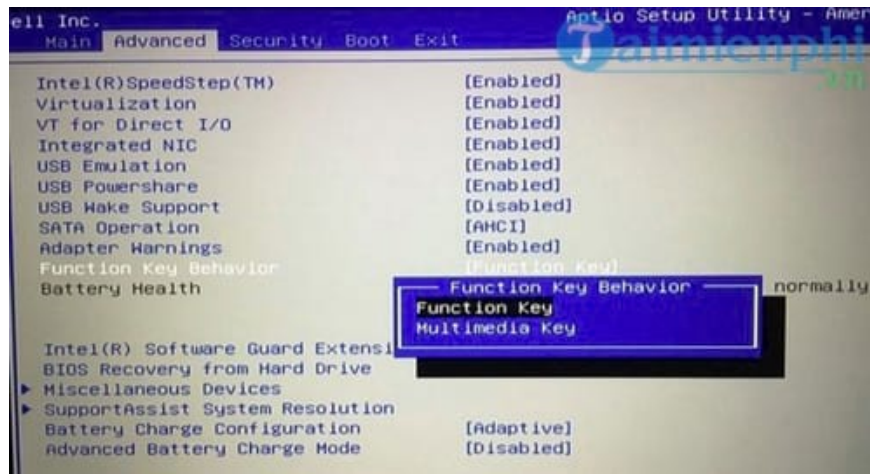 ell Inc.
Aptio Setup Utility - Amer
Main Advanced Security Boot Exit
Taimienphi
.vn
Intel(R)SpeedStep(TM) [Enabled]
Virtualization [Enabled]
VT for Direct I/O [Enabled]
Integrated NIC [Enabled]
USB Emulation [Enabled]
USB Powershare [Enabled]
USB Wake Support [Disabled]
SATA Operation [AHCI]
Adapter Warnings [Enabled]
Function Key Behavior [Function Key]
Battery Health normally
Function Key Behavior
Function Key
Multimedia Key
Intel(R) Software Guard Extensi
BIOS Recovery from Hard Drive
Miscellaneous Devices
SupportAssist System Resolution
Battery Charge Configuration [Adaptive]
Advanced Battery Charge Mode [Disabled]